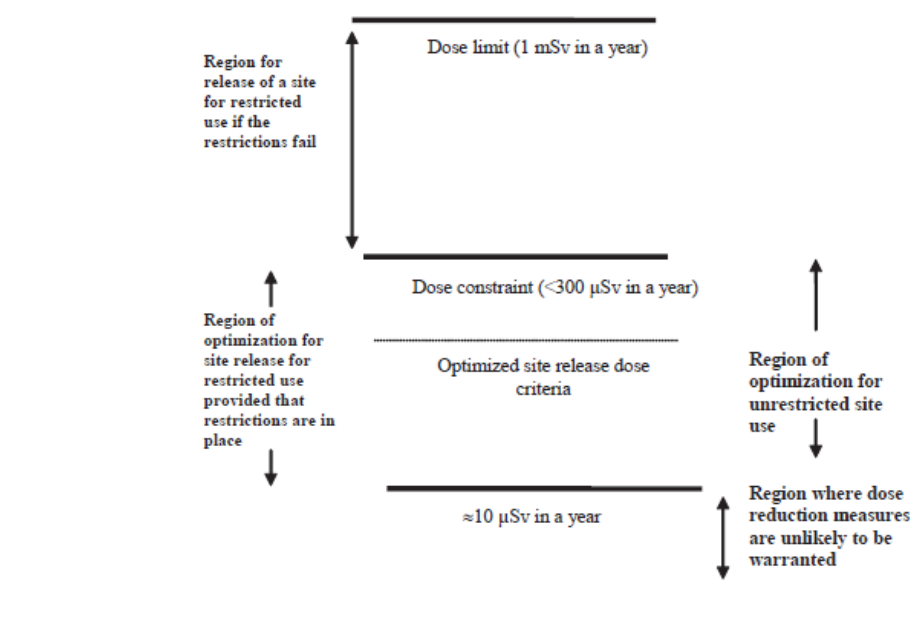 Dose limit (1 mSv in a year)
Region for
release of a site
for restricted
use if the
restrictions fail
Dose constraint (<300 μSv in a year)
Region of
optimization for
site release for
restricted use
provided that
restrictions are in
place
Optimized site release dose
criteria
Region of
optimization for
unrestricted site
use
≈10 μSv in a year
Region where dose
reduction measures
are unlikely to be
warranted